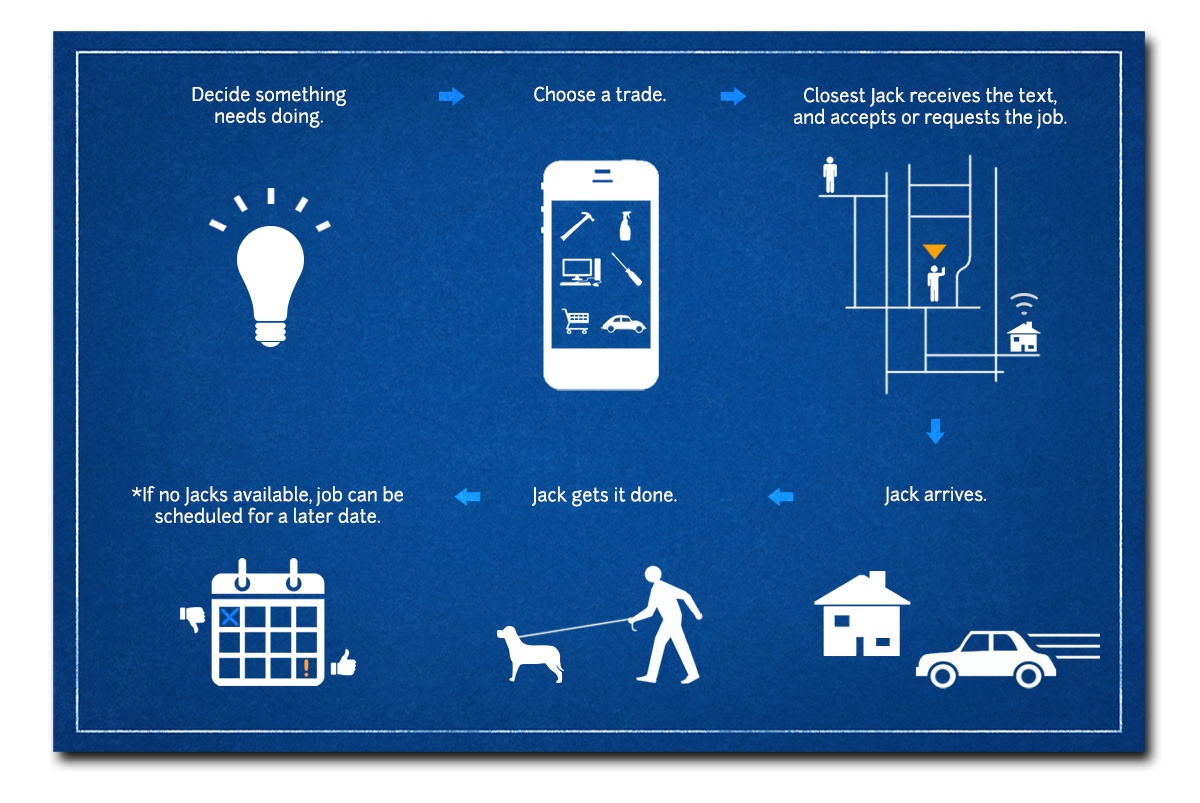 Decide something
needs doing.
Choose a trade.
Closest Jack receives the text,
and accepts or requests the job.
Jack arrives.
Jack gets it done.
*If no Jacks available, job can be
scheduled for a later date.